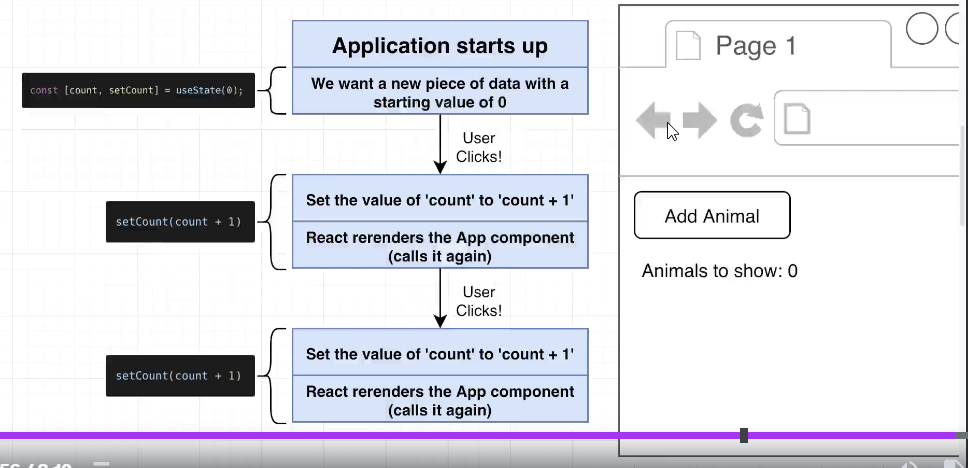 Application starts up
const [count, setCount] = useState(0);
We want a new piece of data with a
starting value of 0
User
Clicks!
setCount(count + 1)
Set the value of 'count' to 'count + 1'
React rerenders the App component
(calls it again)
User
Clicks!
setCount(count + 1)
Set the value of 'count' to 'count + 1'
React rerenders the App component
(calls it again)
Page 1
Add Animal
Animals to show: 0